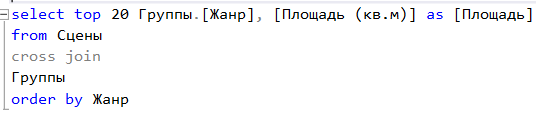 select top 20 Группы.[Жанр], [Площадь (кв.м)] as [Площадь]
from Сцены
cross join
Группы
order by Жанр